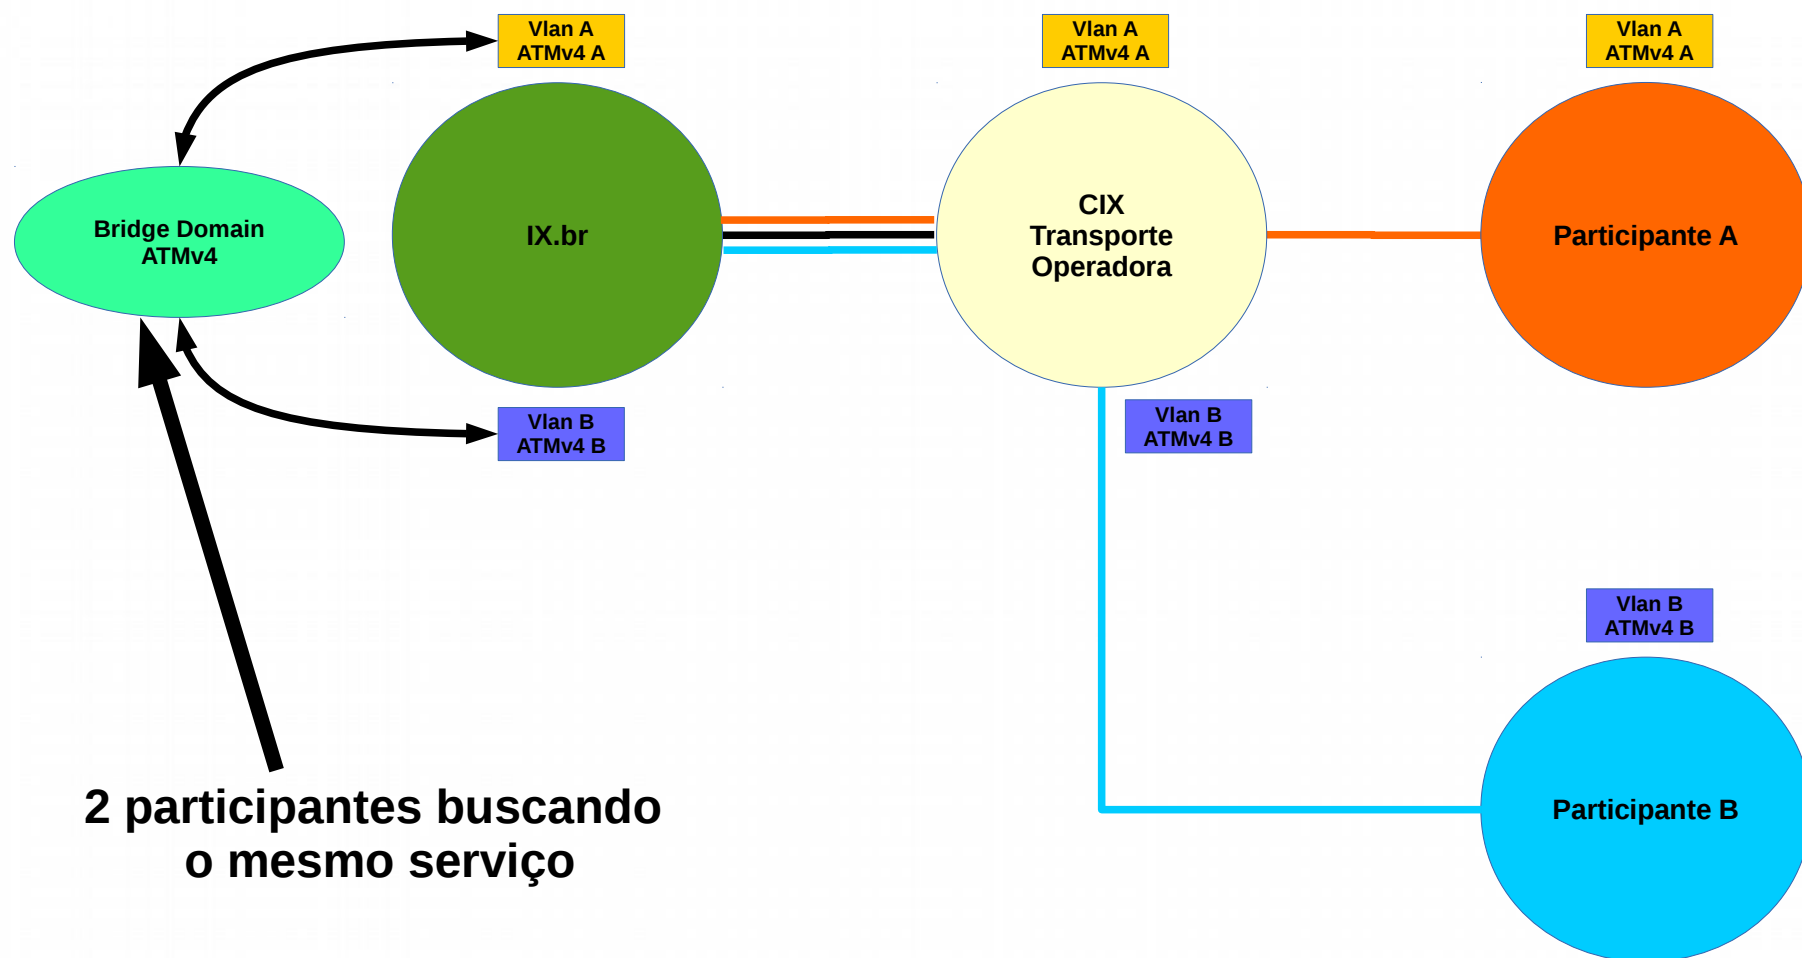 Vlan A
ATMv4 A
Vlan A
ATMv4 A
Vlan A
ATMv4 A
Bridge Domain
ATMv4
IX.br
CIX
Transporte
Operadora
Participante A
Vlan B
ATMv4 B
Vlan B
ATMv4 B
Vlan B
ATMv4 B
2 participantes buscando
o mesmo serviço
Participante B